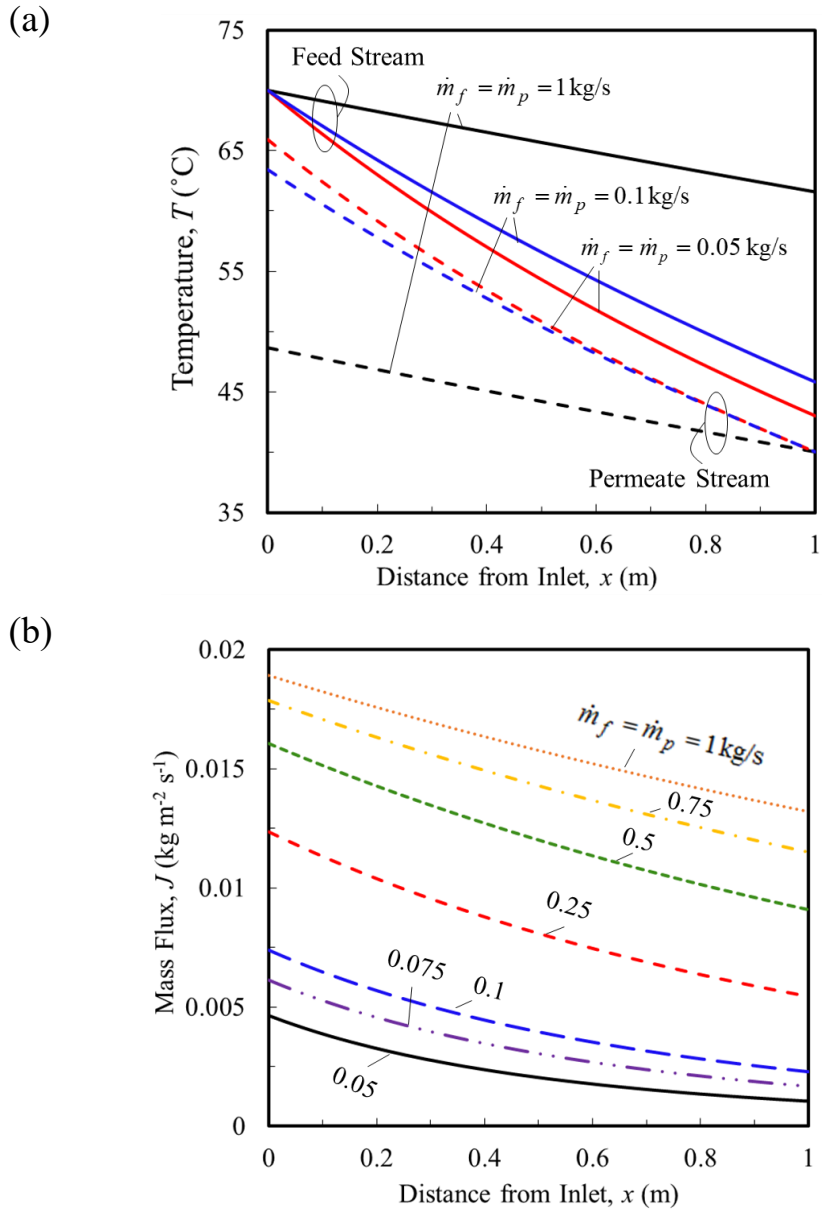 (a)
75
65
55
45
35
Temperature, T (˚C)
Feed Stream
ṁ_f = ṁ_p = 1 kg/s
ṁ_f = ṁ_p = 0.1 kg/s
ṁ_f = ṁ_p = 0.05 kg/s
Permeate Stream
0 0.2 0.4 0.6 0.8 1
Distance from Inlet, x (m)
(b)
0.02
0.015
0.01
0.005
0
Mass Flux, J (kg m⁻² s⁻¹)
ṁ_f = ṁ_p = 1 kg/s
0.75
0.5
0.25
0.1
0.075
0.05
0 0.2 0.4 0.6 0.8 1
Distance from Inlet, x (m)